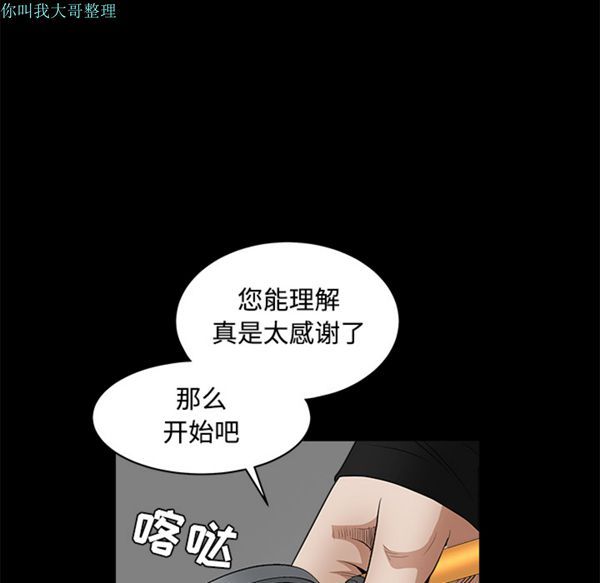 你叫我大哥整理
您能理解
真是太感谢了
那么
开始吧
喀哒